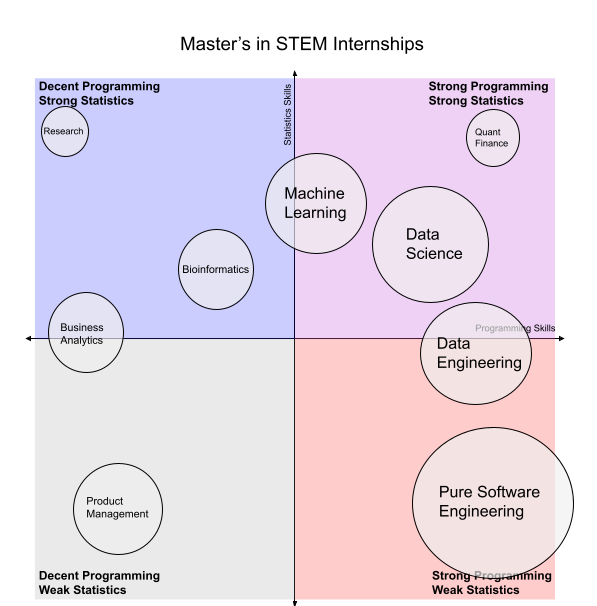 Master's in STEM Internships
Decent Programming
Strong Statistics
Strong Programming
Strong Statistics
Statistics Skills
Research
Quant
Finance
Machine
Learning
Data
Science
Bioinformatics
Business
Analytics
Programming Skills
Data
Engineering
Product
Management
Pure Software
Engineering
Decent Programming
Weak Statistics
Strong Programming
Weak Statistics